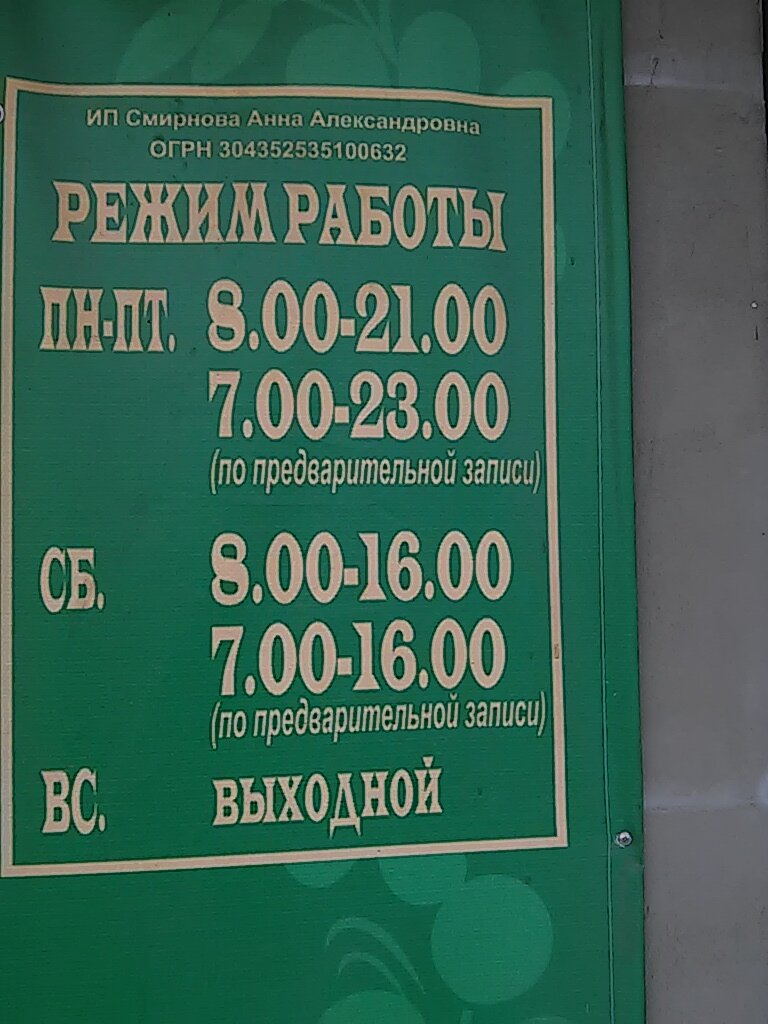 ИП Смирнова Анна Александровна
ОГРН 304352535100632
РЕЖИМ РАБОТЫ
ПН-ПТ. 8.00-21.00
7.00-23.00
(по предварительной записи)
СБ. 8.00-16.00
7.00-16.00
(по предварительной записи)
ВС. ВЫХОДНОЙ